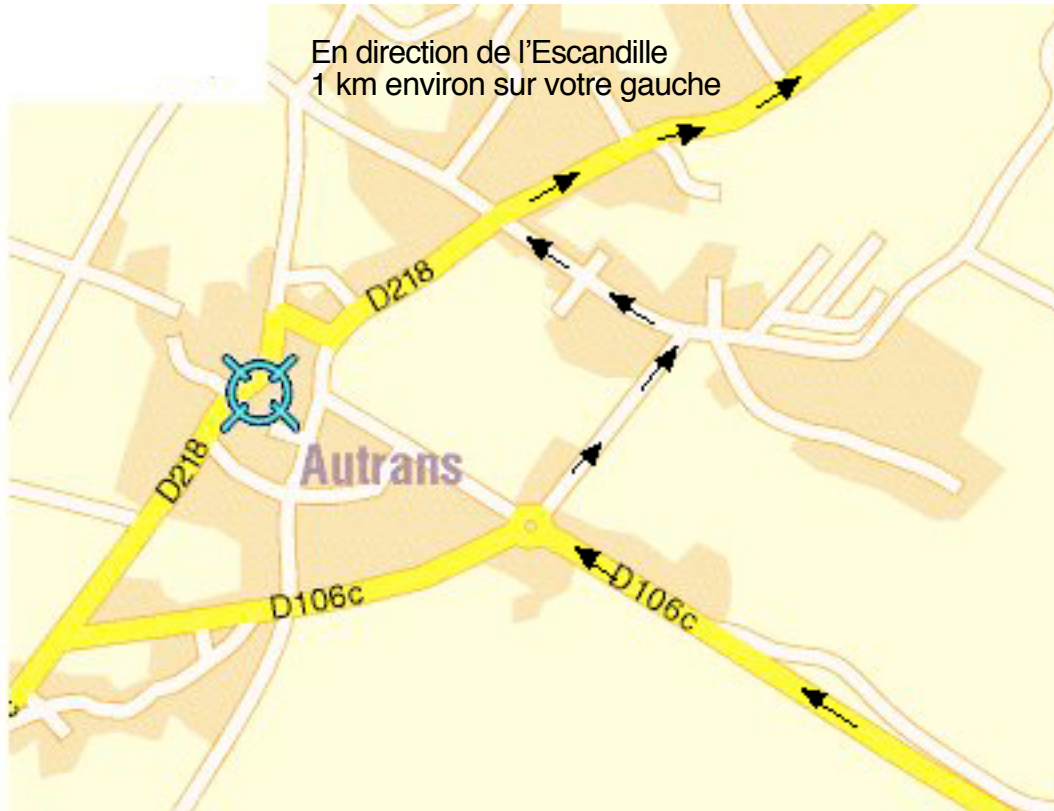 En direction de l'Escandille
1 km environ sur votre gauche
D218
D218
Autrans
D106c
D106c